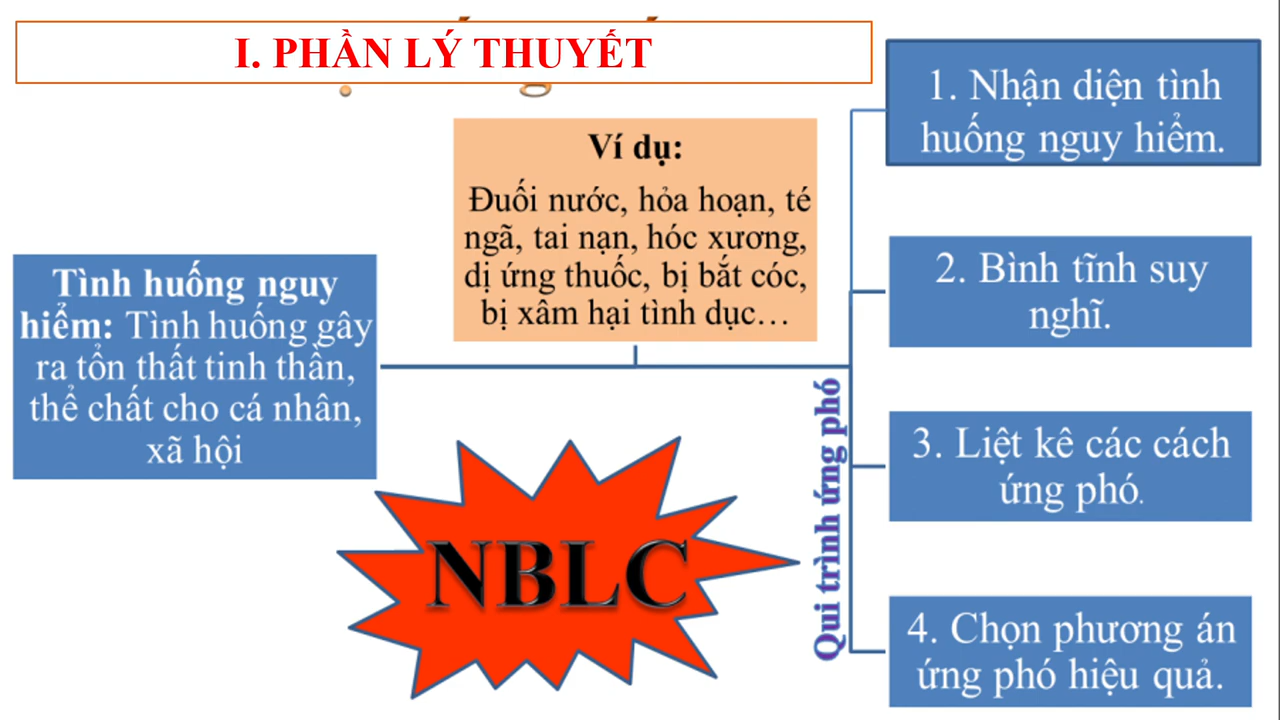 I. PHẦN LÝ THUYẾT
Tình huống nguy
hiểm: Tình huống gây
ra tổn thất tinh thần,
thể chất cho cá nhân,
xã hội
Ví dụ:
Đuối nước, hỏa hoạn, té
ngã, tai nạn, hóc xương,
dị ứng thuốc, bị bắt cóc,
bị xâm hại tình dục…
NBLC
Qui trình ứng phó
1. Nhận diện tình
huống nguy hiểm.
2. Bình tĩnh suy
nghĩ.
3. Liệt kê các cách
ứng phó.
4. Chọn phương án
ứng phó hiệu quả.